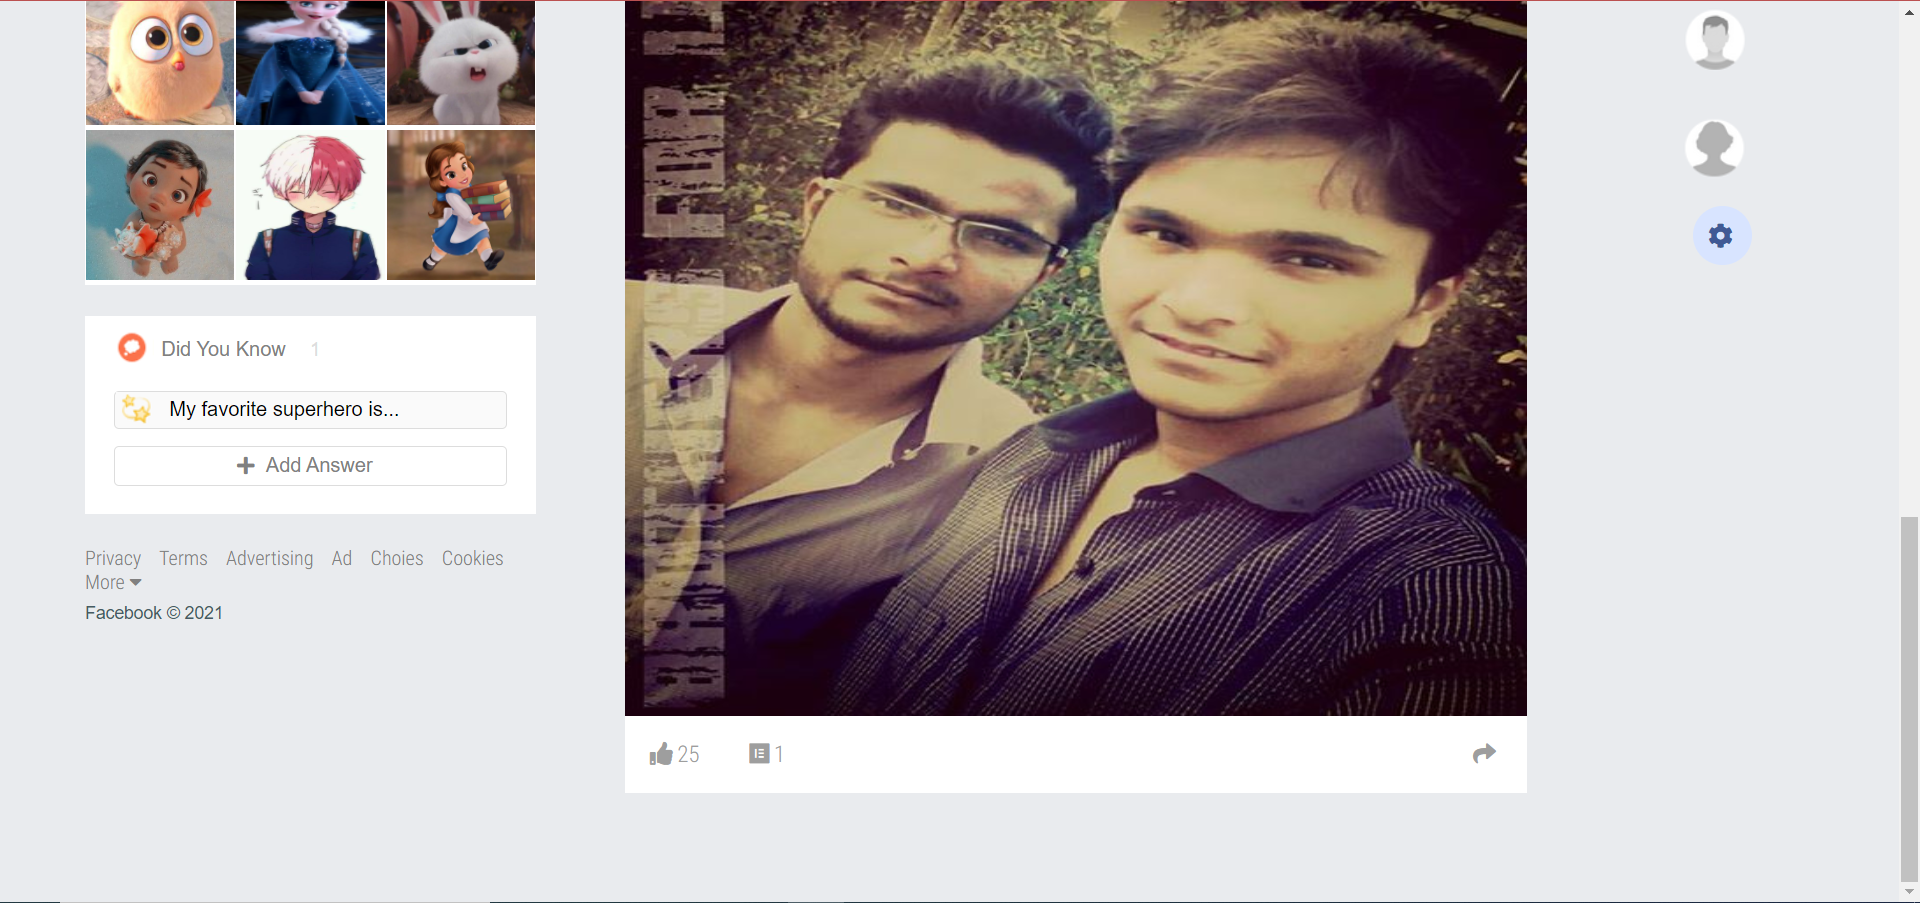 Did You Know 1
My favorite superhero is...
Add Answer
Privacy Terms Advertising Ad Choies Cookies
More
Facebook © 2021
25 1